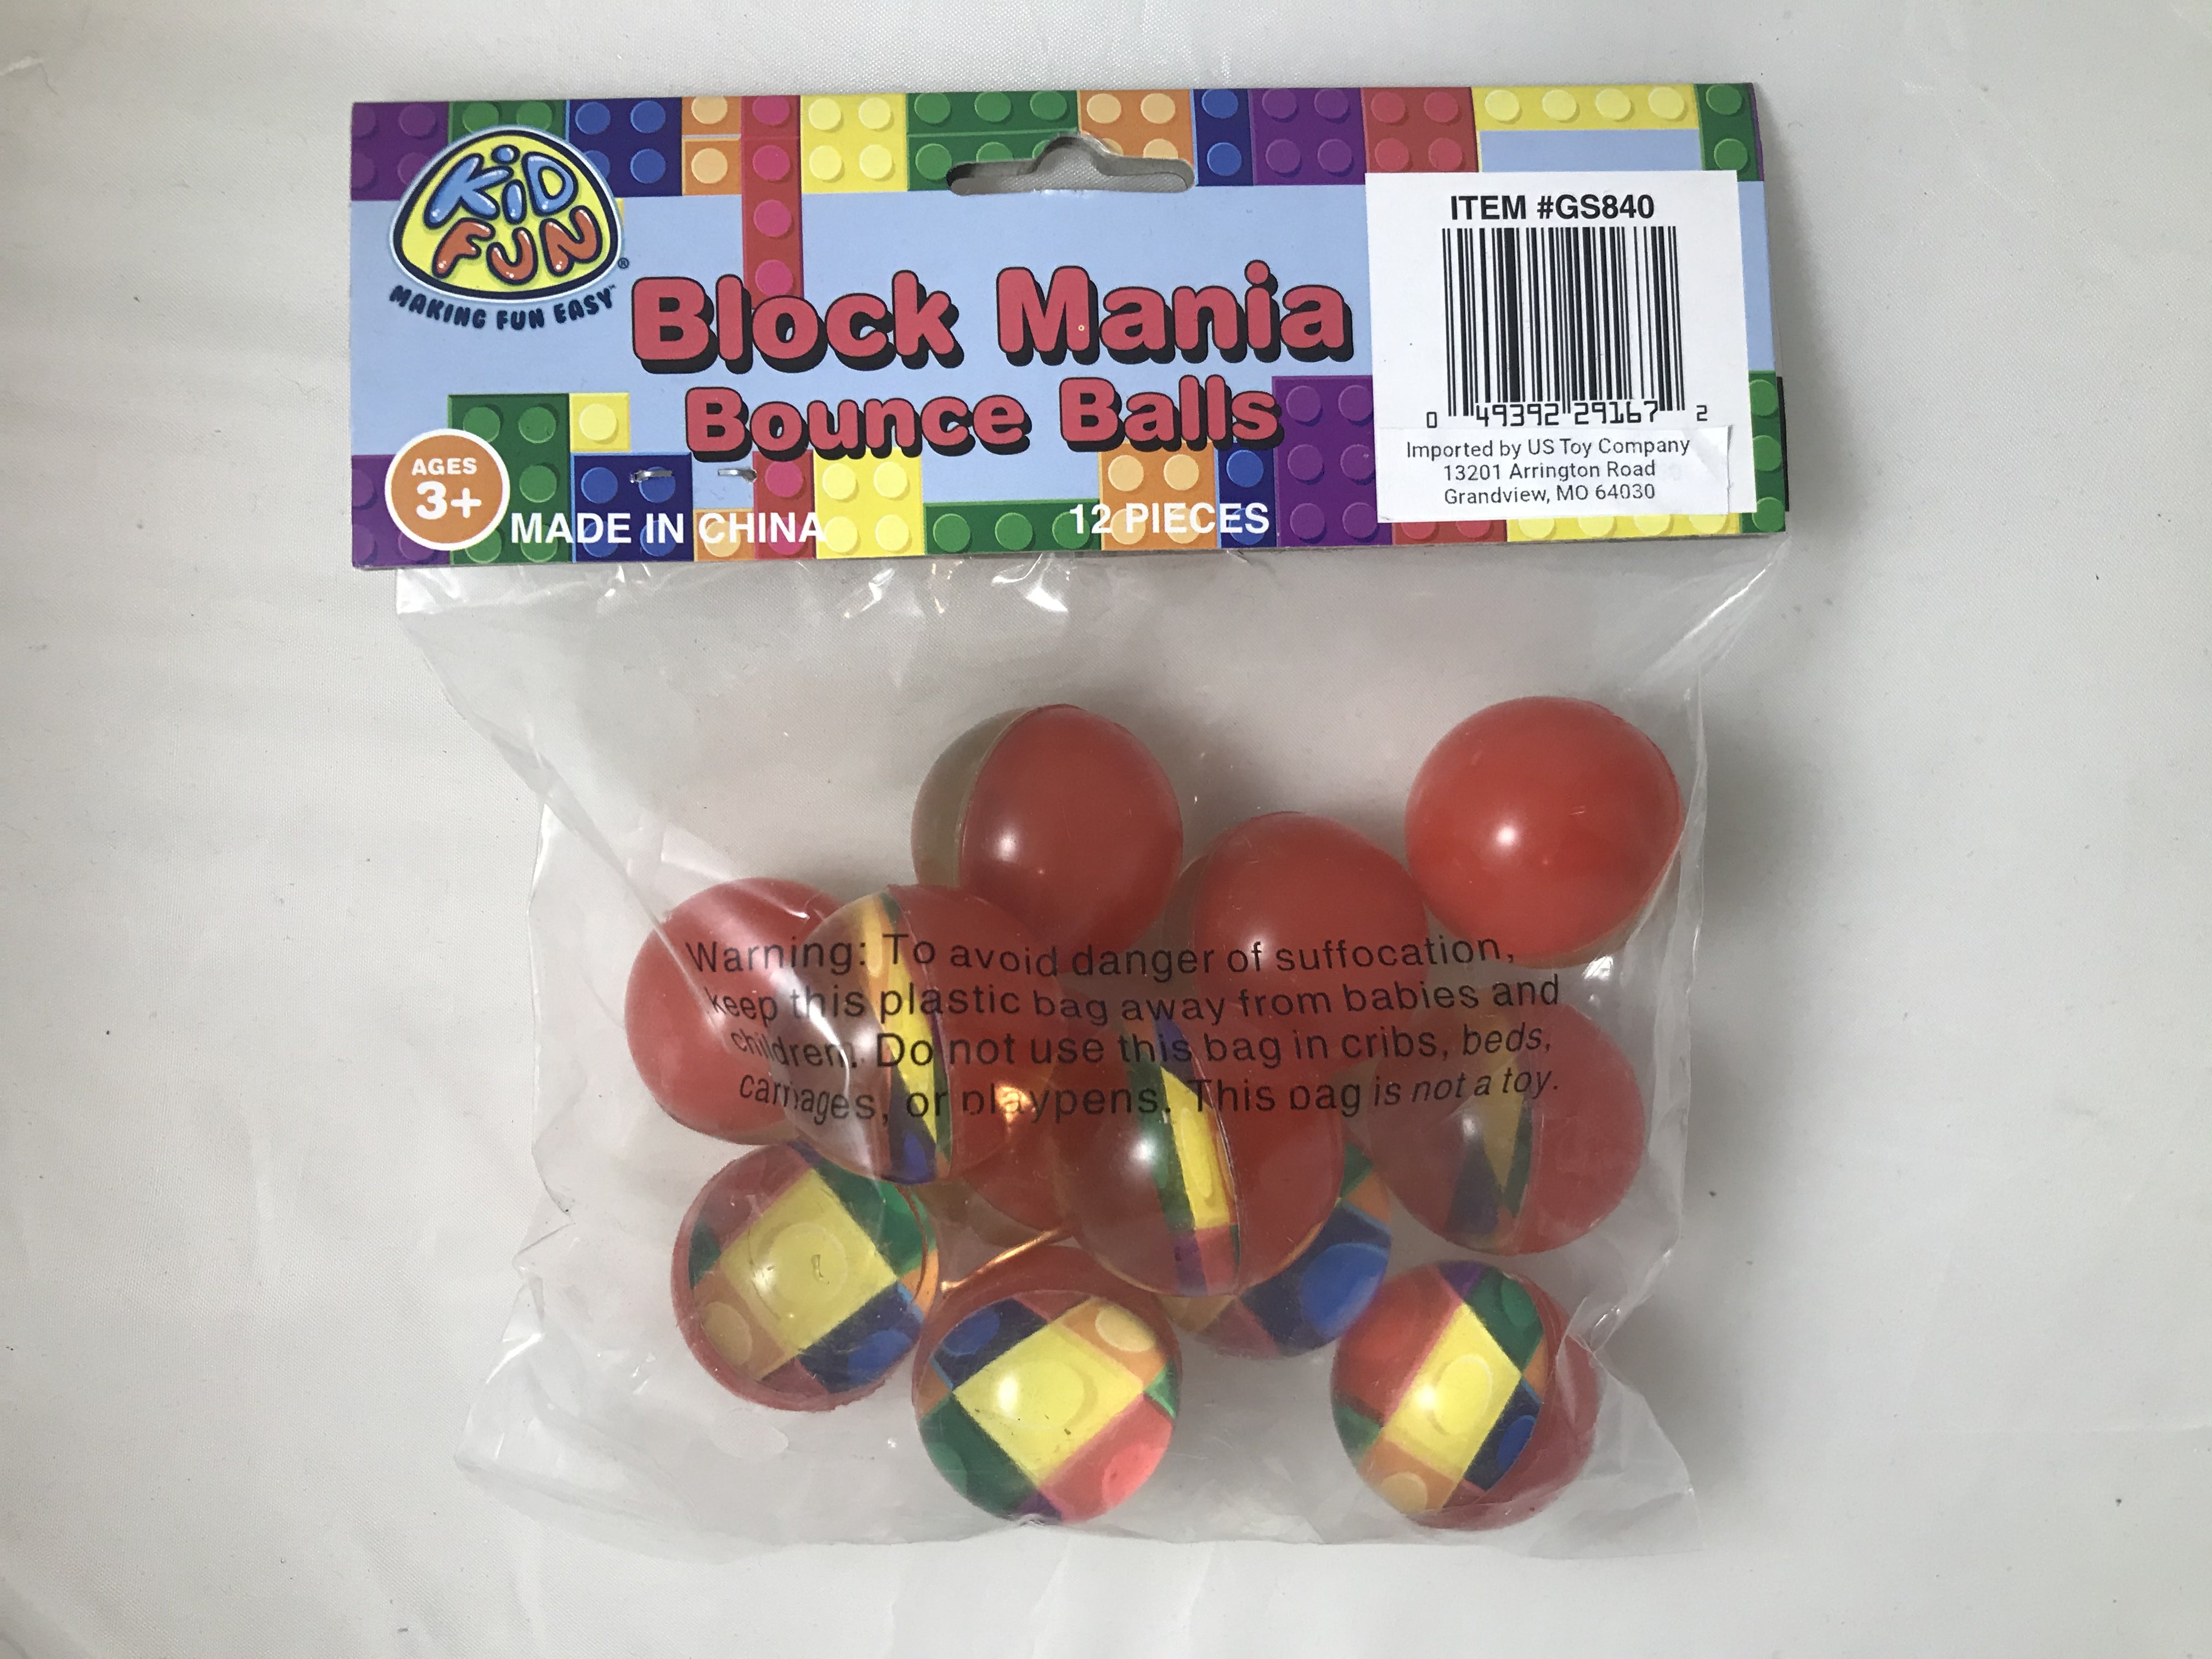 KiD
FUN®
MAKING FUN EASY™
Block Mania
Bounce Balls
AGES
3+
MADE IN CHINA
12 PIECES
ITEM #GS840
0 49392 29167 2
Imported by US Toy Company
13201 Arrington Road
Grandview, MO 64030
Warning: To avoid danger of suffocation,
keep this plastic bag away from babies and
children. Do not use this bag in cribs, beds,
carriages, or playpens. This bag is not a toy.